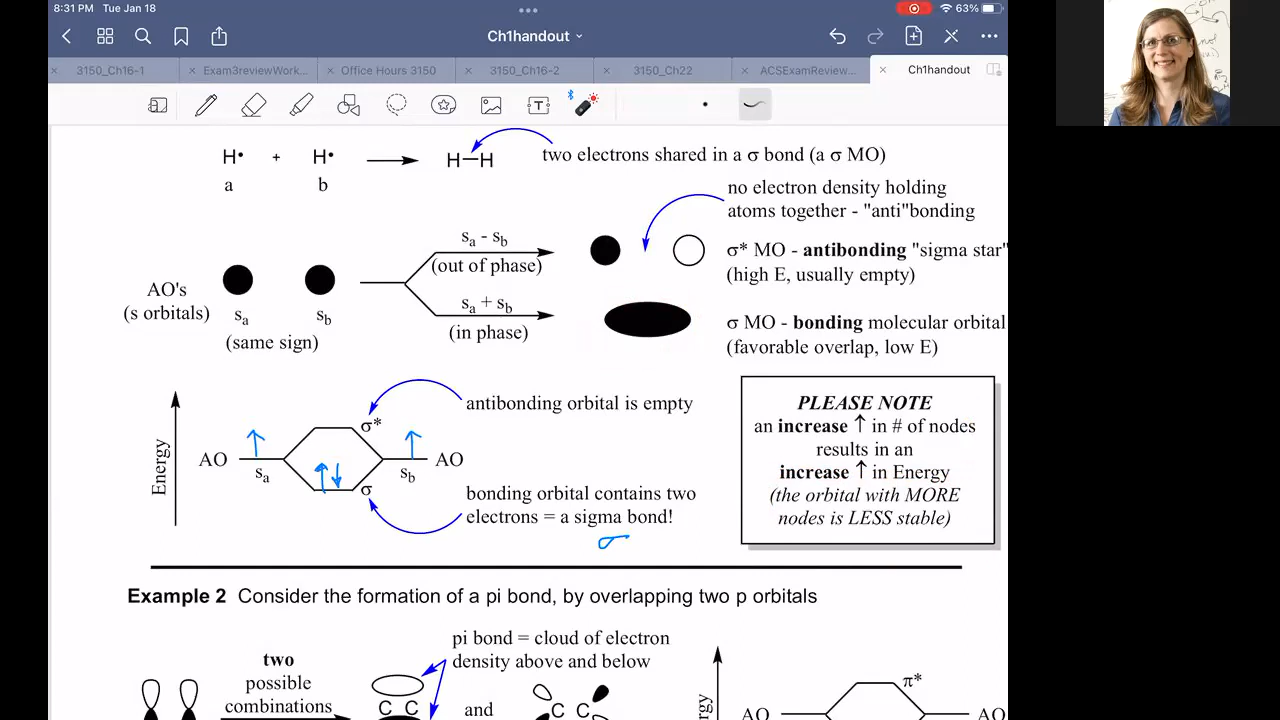 8:31 PM Tue Jan 18
63%
Ch1handout
3150_Ch16-1
Exam3reviewWork...
Office Hours 3150
3150_Ch16-2
3150_Ch22
ACSExamReview...
Ch1handout
H• + H• H—H two electrons shared in a σ bond (a σ MO)
a b
no electron density holding
atoms together - "anti"bonding
sa - sb
(out of phase)
σ* MO - antibonding "sigma star"
(high E, usually empty)
AO's
(s orbitals)
sa sb
(same sign)
sa + sb
(in phase)
σ MO - bonding molecular orbital
(favorable overlap, low E)
Energy
antibonding orbital is empty
σ*
AO sa sb AO
σ
bonding orbital contains two
electrons = a sigma bond!
σ
PLEASE NOTE
an increase ↑ in # of nodes
results in an
increase ↑ in Energy
(the orbital with MORE
nodes is LESS stable)
Example 2 Consider the formation of a pi bond, by overlapping two p orbitals
two
possible
combinations
pi bond = cloud of electron
density above and below
C C and C C
π*
AO AO